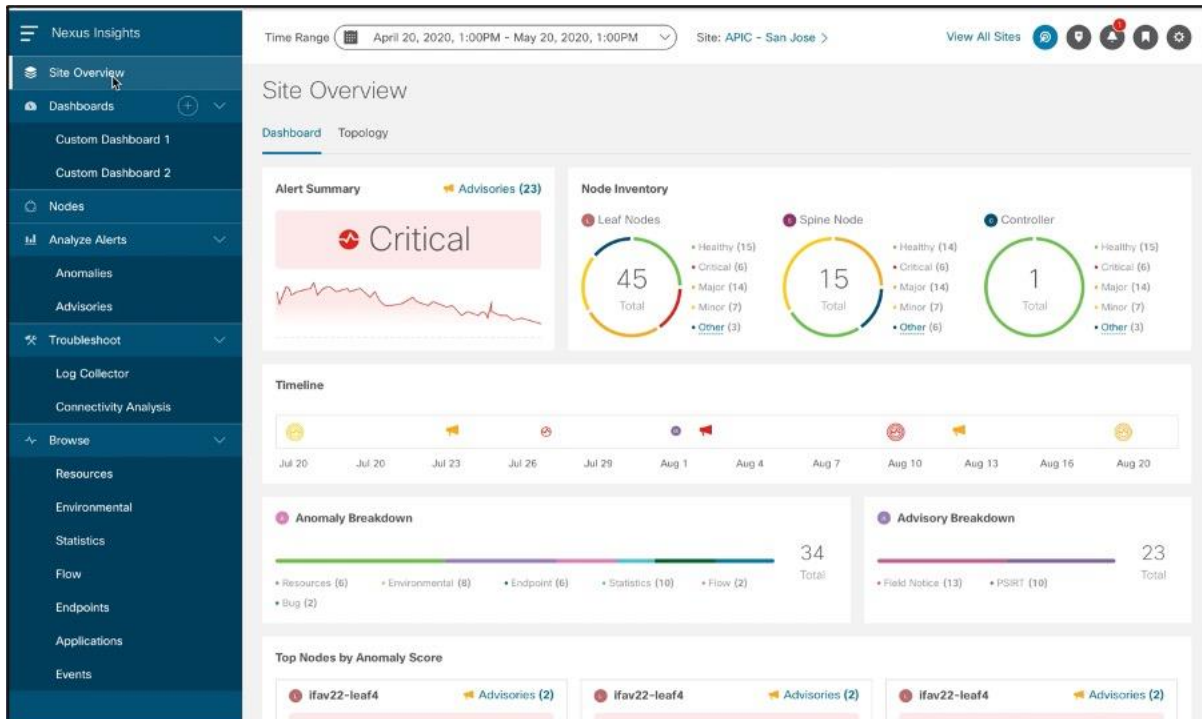 Nexus Insights
Time Range April 20, 2020, 1:00PM - May 20, 2020, 1:00PM Site: APIC - San Jose > View All Sites 1
Site Overview
Dashboards
Custom Dashboard 1
Custom Dashboard 2
Nodes
Analyze Alerts
Anomalies
Advisories
Troubleshoot
Log Collector
Connectivity Analysis
Browse
Resources
Environmental
Statistics
Flow
Endpoints
Applications
Events
Site Overview
Dashboard Topology
Alert Summary Advisories (23)
Critical
Node Inventory
L Leaf Nodes
45
Total
• Healthy (15)
• Critical (6)
• Major (14)
• Minor (7)
• Other (3)
S Spine Node
15
Total
• Healthy (14)
• Critical (6)
• Major (14)
• Minor (7)
• Other (6)
Controller
1
Total
• Healthy (15)
• Critical (6)
• Major (14)
• Minor (7)
• Other (3)
Timeline
Jul 20 Jul 20 Jul 23 Jul 26 Jul 29 Aug 1 Aug 4 Aug 7 Aug 10 Aug 13 Aug 16 Aug 20
A Anomaly Breakdown
34
Total
• Resources (6) • Environmental (8) • Endpoint (6) • Statistics (10) • Flow (2)
• Bug (2)
A Advisory Breakdown
23
Total
• Field Notice (13) • PSIRT (10)
Top Nodes by Anomaly Score
L ifav22-leaf4 Advisories (2)
L ifav22-leaf4 Advisories (2)
L ifav22-leaf4 Advisories (2)